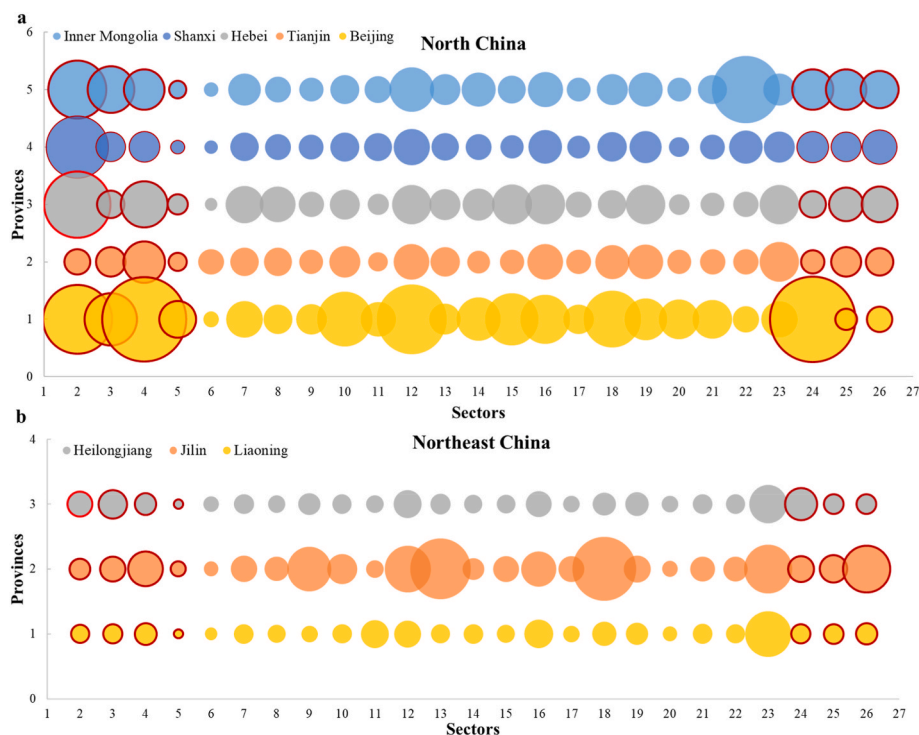 a
6
Inner Mongolia Shanxi Hebei Tianjin Beijing
North China
5
4
3
2
1
0
Provinces
1 2 3 4 5 6 7 8 9 10 11 12 13 14 15 16 17 18 19 20 21 22 23 24 25 26 27
Sectors
b
Northeast China
4
Heilongjiang Jilin Liaoning
3
2
1
0
Provinces
1 2 3 4 5 6 7 8 9 10 11 12 13 14 15 16 17 18 19 20 21 22 23 24 25 26 27
Sectors